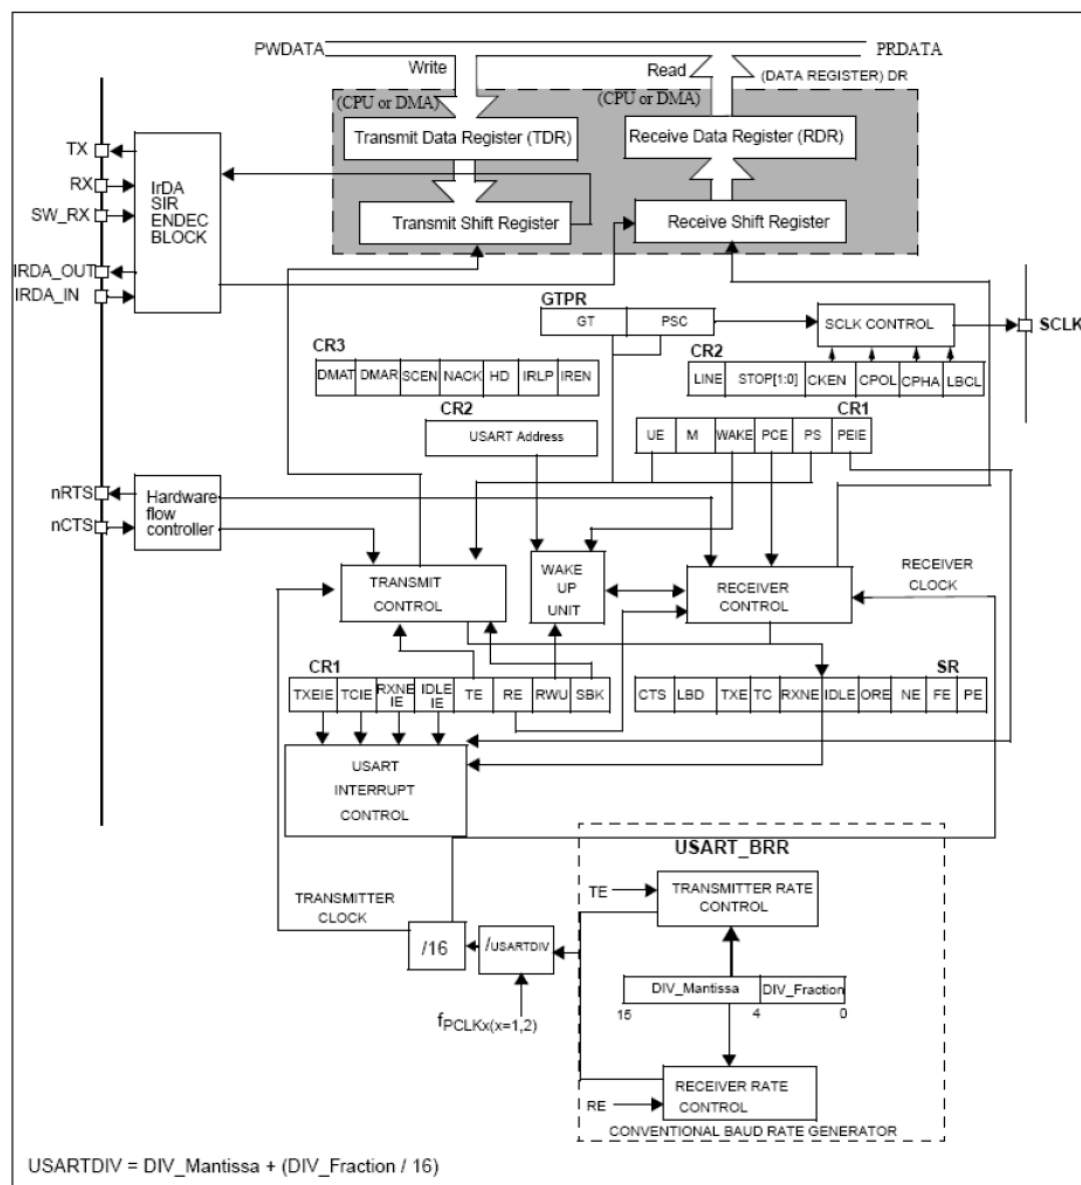 PWDATA
PRDATA
Write
Read
(DATA REGISTER) DR
(CPU or DMA)
(CPU or DMA)
Transmit Data Register (TDR)
Receive Data Register (RDR)
TX
RX
SW_RX
IRDA_OUT
IRDA_IN
IrDA
SIR
ENDEC
BLOCK
Transmit Shift Register
Receive Shift Register
GTPR
GT
PSC
SCLK CONTROL
SCLK
CR3
DMAT DMAR SCEN NACK HD IRLP IREN
CR2
LINE STOP[1:0] CKEN CPOL CPHA LBCL
CR2
USART Address
CR1
UE M WAKE PCE PS PEIE
nRTS
nCTS
Hardware
flow
controller
TRANSMIT
CONTROL
WAKE
UP
UNIT
RECEIVER
CONTROL
RECEIVER
CLOCK
CR1
TXEIE TCIE RXNE IE IDLE IE TE RE RWU SBK
SR
CTS LBD TXE TC RXNE IDLE ORE NE FE PE
USART
INTERRUPT
CONTROL
USART_BRR
TE
TRANSMITTER RATE
CONTROL
TRANSMITTER
CLOCK
/16
/USARTDIV
fPCLKx(x=1,2)
DIV_Mantissa DIV_Fraction
15 4 0
RE
RECEIVER RATE
CONTROL
CONVENTIONAL BAUD RATE GENERATOR
USARTDIV = DIV_Mantissa + (DIV_Fraction / 16)